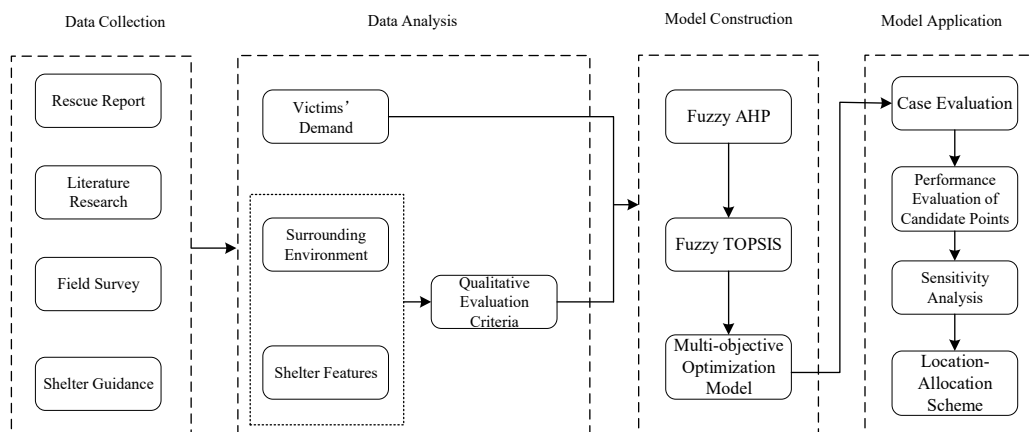 Data Collection
Rescue Report
Literature
Research
Field Survey
Shelter Guidance
Data Analysis
Victims’
Demand
Surrounding
Environment
Shelter Features
Qualitative
Evaluation
Criteria
Model Construction
Fuzzy AHP
Fuzzy TOPSIS
Multi-objective
Optimization
Model
Model Application
Case Evaluation
Performance
Evaluation of
Candidate Points
Sensitivity
Analysis
Location-
Allocation
Scheme